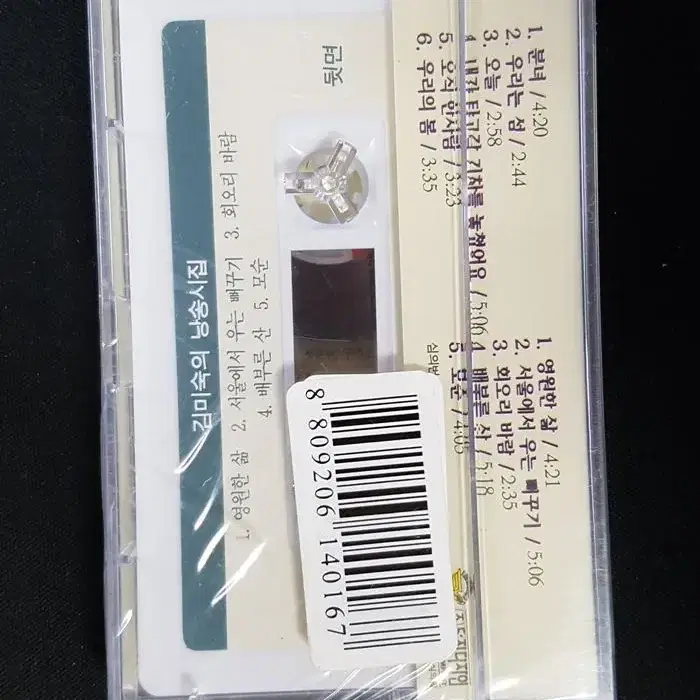 김미숙의 낭송시집
1. 영원한 삶 2. 서울에서 우는 뻐꾸기 3. 회오리 바람
4. 배부른 산 5. 모순
뒷면
1. 분녀 / 4:20
2. 우리는 섬 / 2:44
3. 오늘 / 2:58
4. 내가 타고갈 기차를 놓쳤어요 / 5:06
5. 오직 한사람 / 3:23
6. 우리의 봄 / 3:35
1. 영원한 삶 / 4:21
2. 서울에서 우는 뻐꾸기 / 5:06
3. 회오리 바람 / 2:35
4. 배부른 산 / 5:18
5. 모순 / 4:05
8 809206 140167